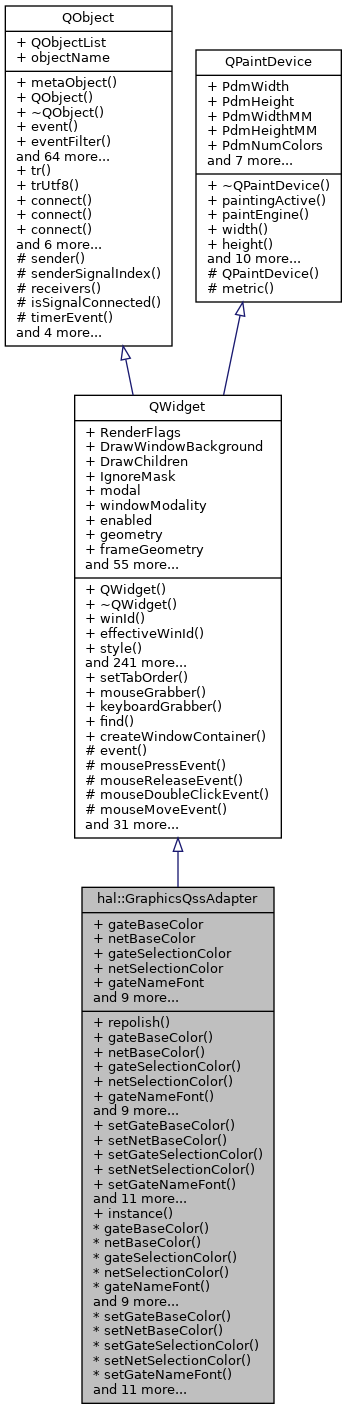 QObject
+ QObjectList
+ objectName
+ metaObject()
+ QObject()
+ ~QObject()
+ event()
+ eventFilter()
and 64 more...
+ tr()
+ trUtf8()
+ connect()
+ connect()
+ connect()
and 6 more...
# sender()
# senderSignalIndex()
# receivers()
# isSignalConnected()
# timerEvent()
and 4 more...
QPaintDevice
+ PdmWidth
+ PdmHeight
+ PdmWidthMM
+ PdmHeightMM
+ PdmNumColors
and 7 more...
+ ~QPaintDevice()
+ paintingActive()
+ paintEngine()
+ width()
+ height()
and 10 more...
# QPaintDevice()
# metric()
QWidget
+ RenderFlags
+ DrawWindowBackground
+ DrawChildren
+ IgnoreMask
+ modal
+ windowModality
+ enabled
+ geometry
+ frameGeometry
and 55 more...
+ QWidget()
+ ~QWidget()
+ winId()
+ effectiveWinId()
+ style()
and 241 more...
+ setTabOrder()
+ mouseGrabber()
+ keyboardGrabber()
+ find()
+ createWindowContainer()
# event()
# mousePressEvent()
# mouseReleaseEvent()
# mouseDoubleClickEvent()
# mouseMoveEvent()
and 31 more...
hal::GraphicsQssAdapter
+ gateBaseColor
+ netBaseColor
+ gateSelectionColor
+ netSelectionColor
+ gateNameFont
and 9 more...
+ repolish()
+ gateBaseColor()
+ netBaseColor()
+ gateSelectionColor()
+ netSelectionColor()
+ gateNameFont()
and 9 more...
+ setGateBaseColor()
+ setNetBaseColor()
+ setGateSelectionColor()
+ setNetSelectionColor()
+ setGateNameFont()
and 11 more...
+ instance()
* gateBaseColor()
* netBaseColor()
* gateSelectionColor()
* netSelectionColor()
* gateNameFont()
and 9 more...
* setGateBaseColor()
* setNetBaseColor()
* setGateSelectionColor()
* setNetSelectionColor()
* setGateNameFont()
and 11 more...